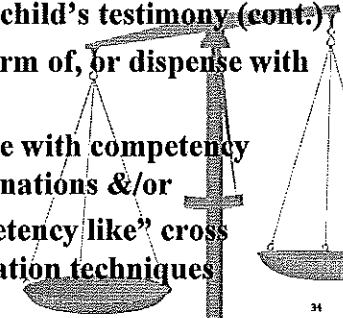 child’s testimony (cont.)
rm of, or dispense with
e with competency
nations &/or
etency like” cross
ation techniques
34